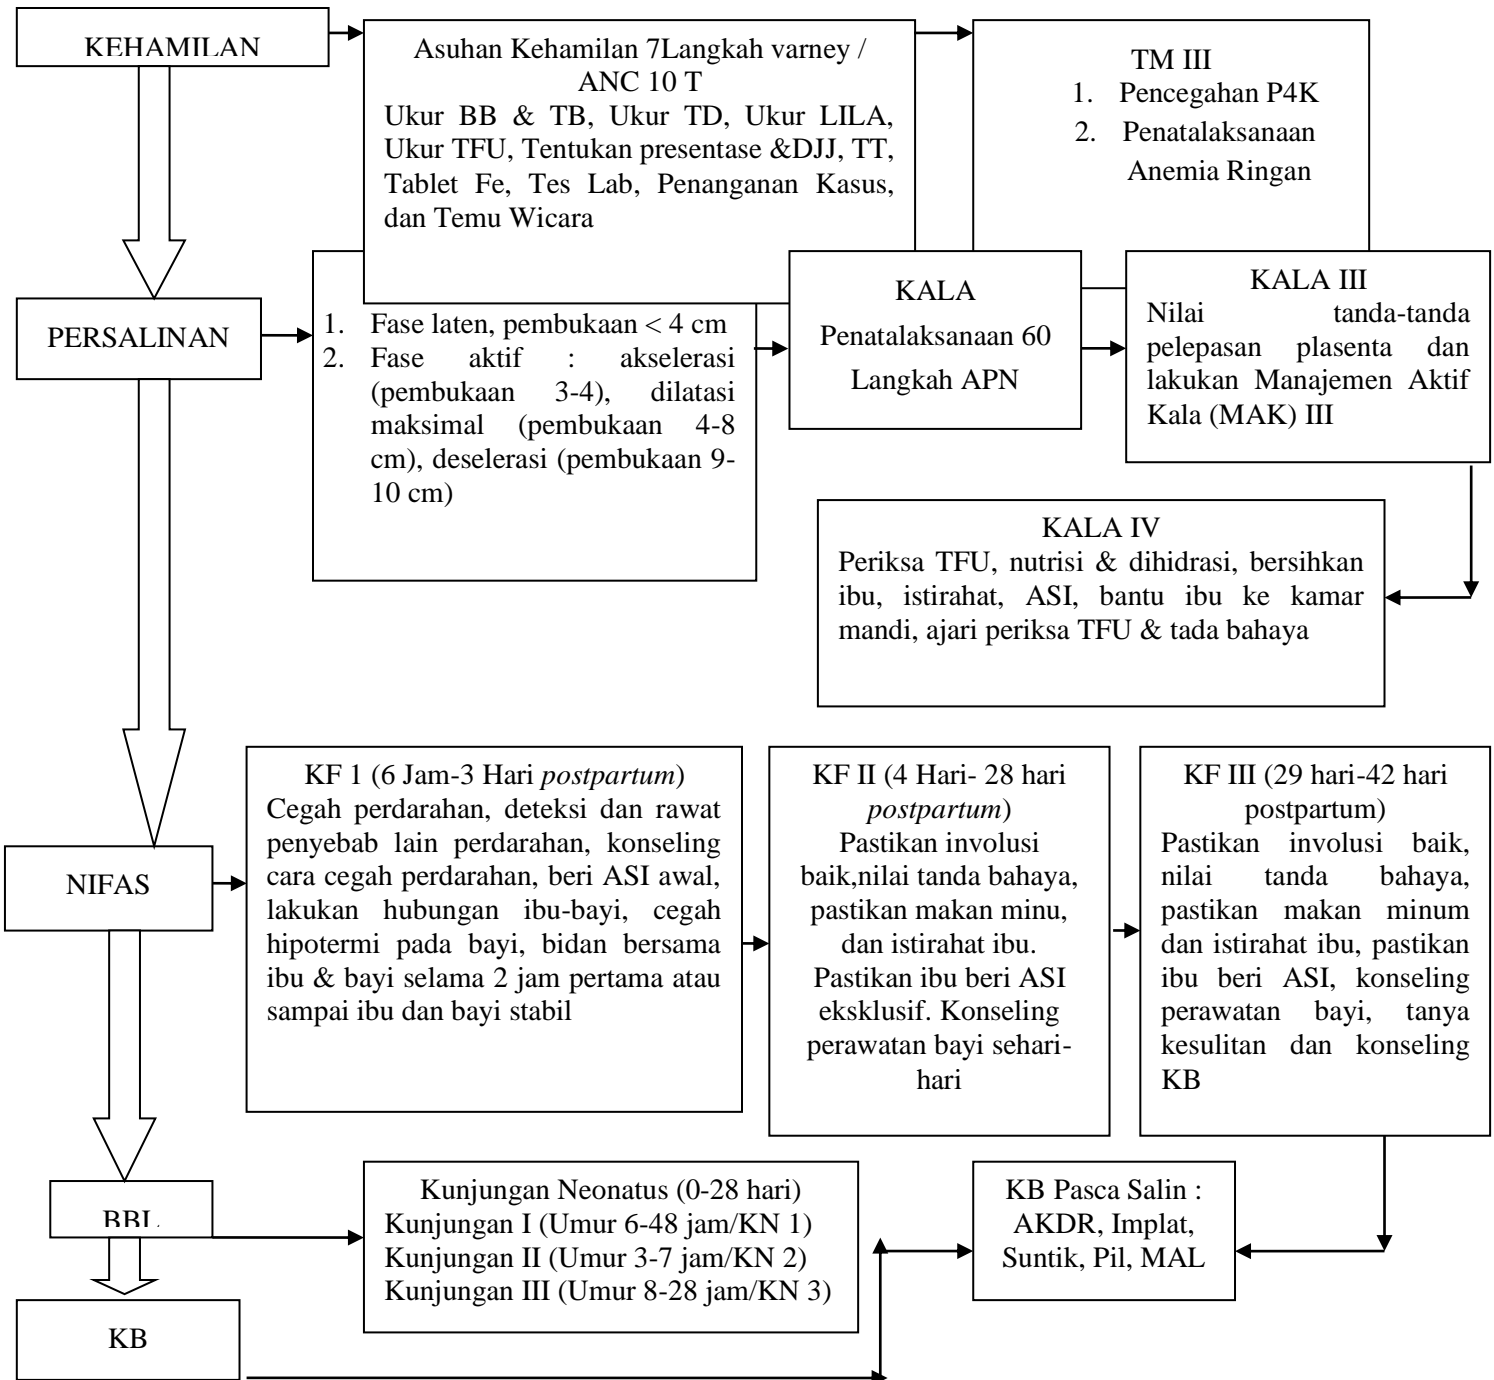 KEHAMILAN
Asuhan Kehamilan 7Langkah varney /
ANC 10 T
Ukur BB & TB, Ukur TD, Ukur LILA,
Ukur TFU, Tentukan presentase &DJJ, TT,
Tablet Fe, Tes Lab, Penanganan Kasus,
dan Temu Wicara
TM III
1. Pencegahan P4K
2. Penatalaksanaan
Anemia Ringan
PERSALINAN
1. Fase laten, pembukaan < 4 cm
2. Fase aktif : akselerasi
(pembukaan 3-4), dilatasi
maksimal (pembukaan 4-8
cm), deselerasi (pembukaan 9-
10 cm)
KALA
Penatalaksanaan 60
Langkah APN
KALA III
Nilai tanda-tanda
pelepasan plasenta dan
lakukan Manajemen Aktif
Kala (MAK) III
KALA IV
Periksa TFU, nutrisi & dihidrasi, bersihkan
ibu, istirahat, ASI, bantu ibu ke kamar
mandi, ajari periksa TFU & tada bahaya
NIFAS
KF 1 (6 Jam-3 Hari postpartum)
Cegah perdarahan, deteksi dan rawat
penyebab lain perdarahan, konseling
cara cegah perdarahan, beri ASI awal,
lakukan hubungan ibu-bayi, cegah
hipotermi pada bayi, bidan bersama
ibu & bayi selama 2 jam pertama atau
sampai ibu dan bayi stabil
KF II (4 Hari- 28 hari
postpartum)
Pastikan involusi
baik,nilai tanda bahaya,
pastikan makan minu,
dan istirahat ibu.
Pastikan ibu beri ASI
eksklusif. Konseling
perawatan bayi sehari-
hari
KF III (29 hari-42 hari
postpartum)
Pastikan involusi baik,
nilai tanda bahaya,
pastikan makan minum
dan istirahat ibu, pastikan
ibu beri ASI, konseling
perawatan bayi, tanya
kesulitan dan konseling
KB
BBL
Kunjungan Neonatus (0-28 hari)
Kunjungan I (Umur 6-48 jam/KN 1)
Kunjungan II (Umur 3-7 jam/KN 2)
Kunjungan III (Umur 8-28 jam/KN 3)
KB Pasca Salin :
AKDR, Implat,
Suntik, Pil, MAL
KB